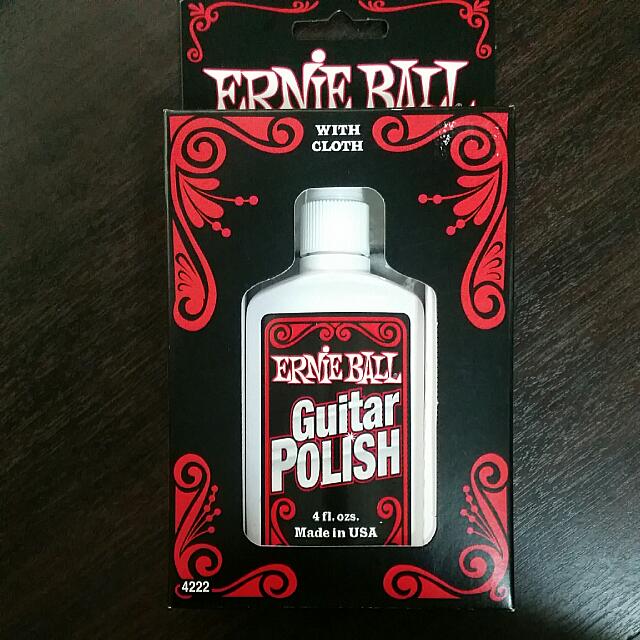 ERNIE BALL
WITH
CLOTH
ERNIE BALL
Guitar
POLISH
4 fl. ozs.
Made in USA
4222